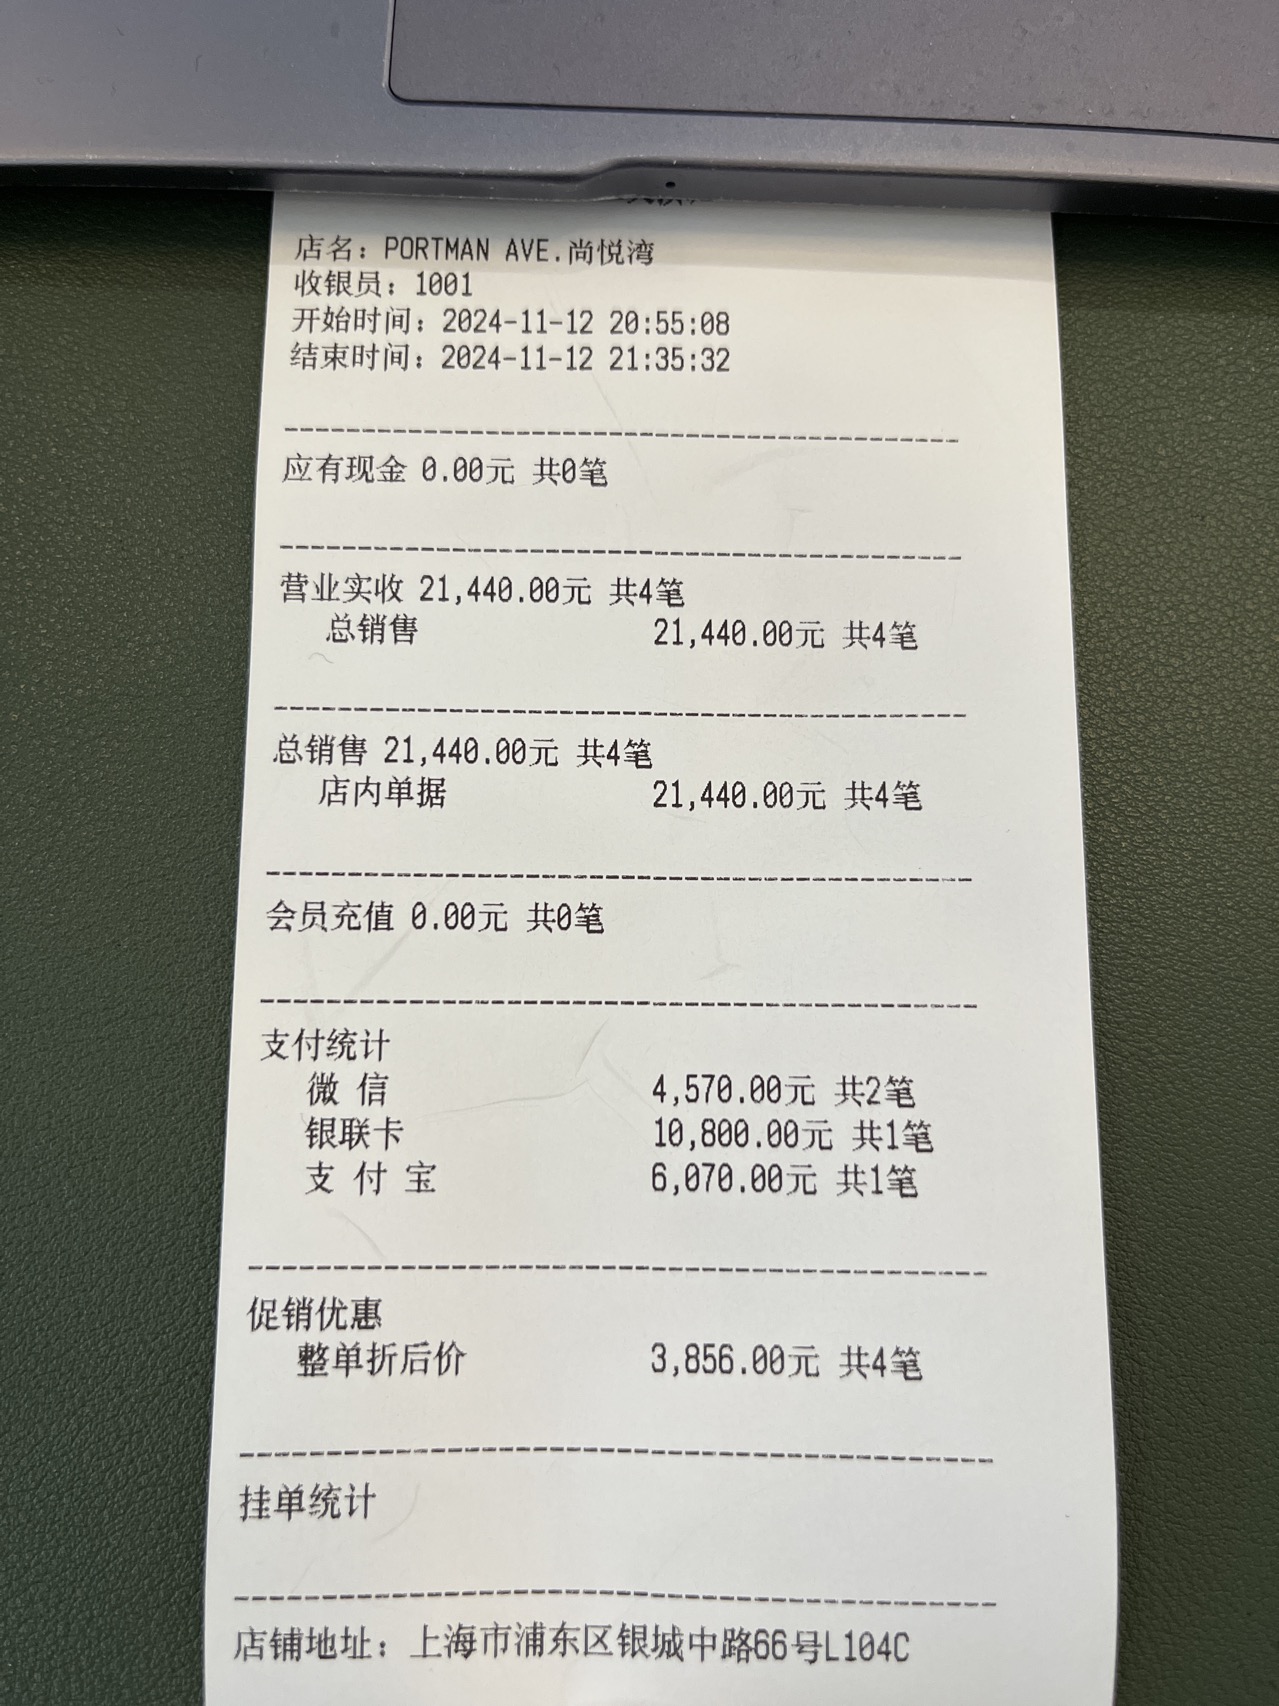 店名：PORTMAN AVE.尚悦湾
收银员：1001
开始时间：2024-11-12 20:55:08
结束时间：2024-11-12 21:35:32
应有现金 0.00元 共0笔
营业实收 21,440.00元 共4笔
总销售 21,440.00元 共4笔
总销售 21,440.00元 共4笔
店内单据 21,440.00元 共4笔
会员充值 0.00元 共0笔
支付统计
微 信 4,570.00元 共2笔
银联卡 10,800.00元 共1笔
支 付 宝 6,070.00元 共1笔
促销优惠
整单折后价 3,856.00元 共4笔
挂单统计
店铺地址：上海市浦东区银城中路66号L104C